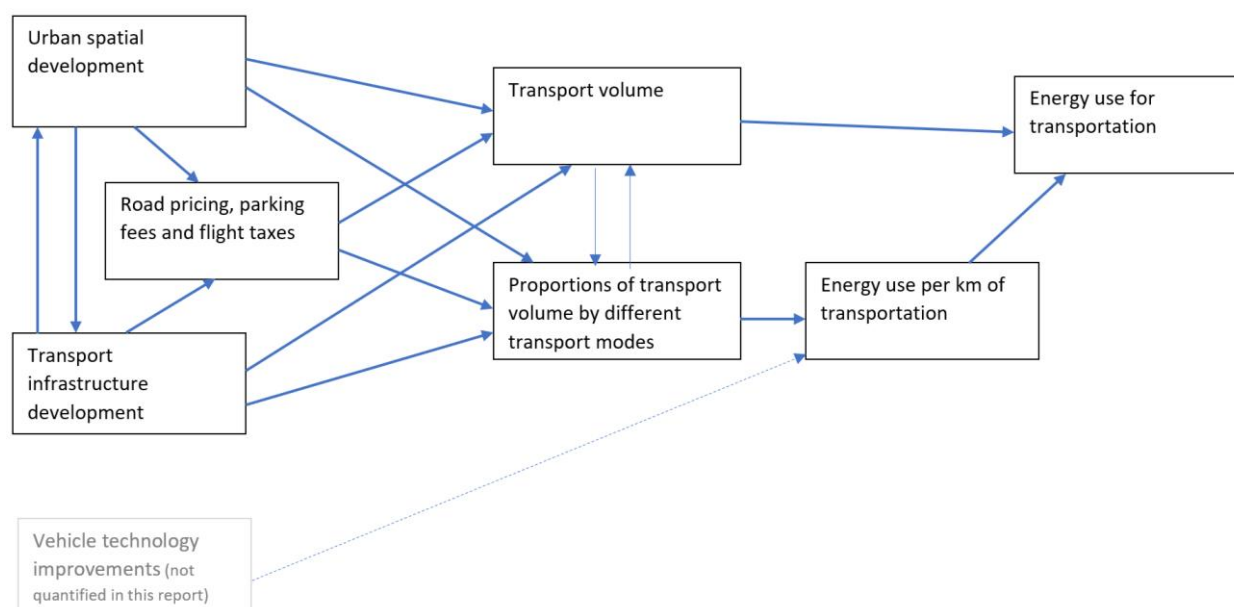 Urban spatial
development
Transport volume
Energy use for
transportation
Road pricing, parking
fees and flight taxes
Proportions of transport
volume by different
transport modes
Energy use per km of
transportation
Transport
infrastructure
development
Vehicle technology
improvements (not
quantified in this report)